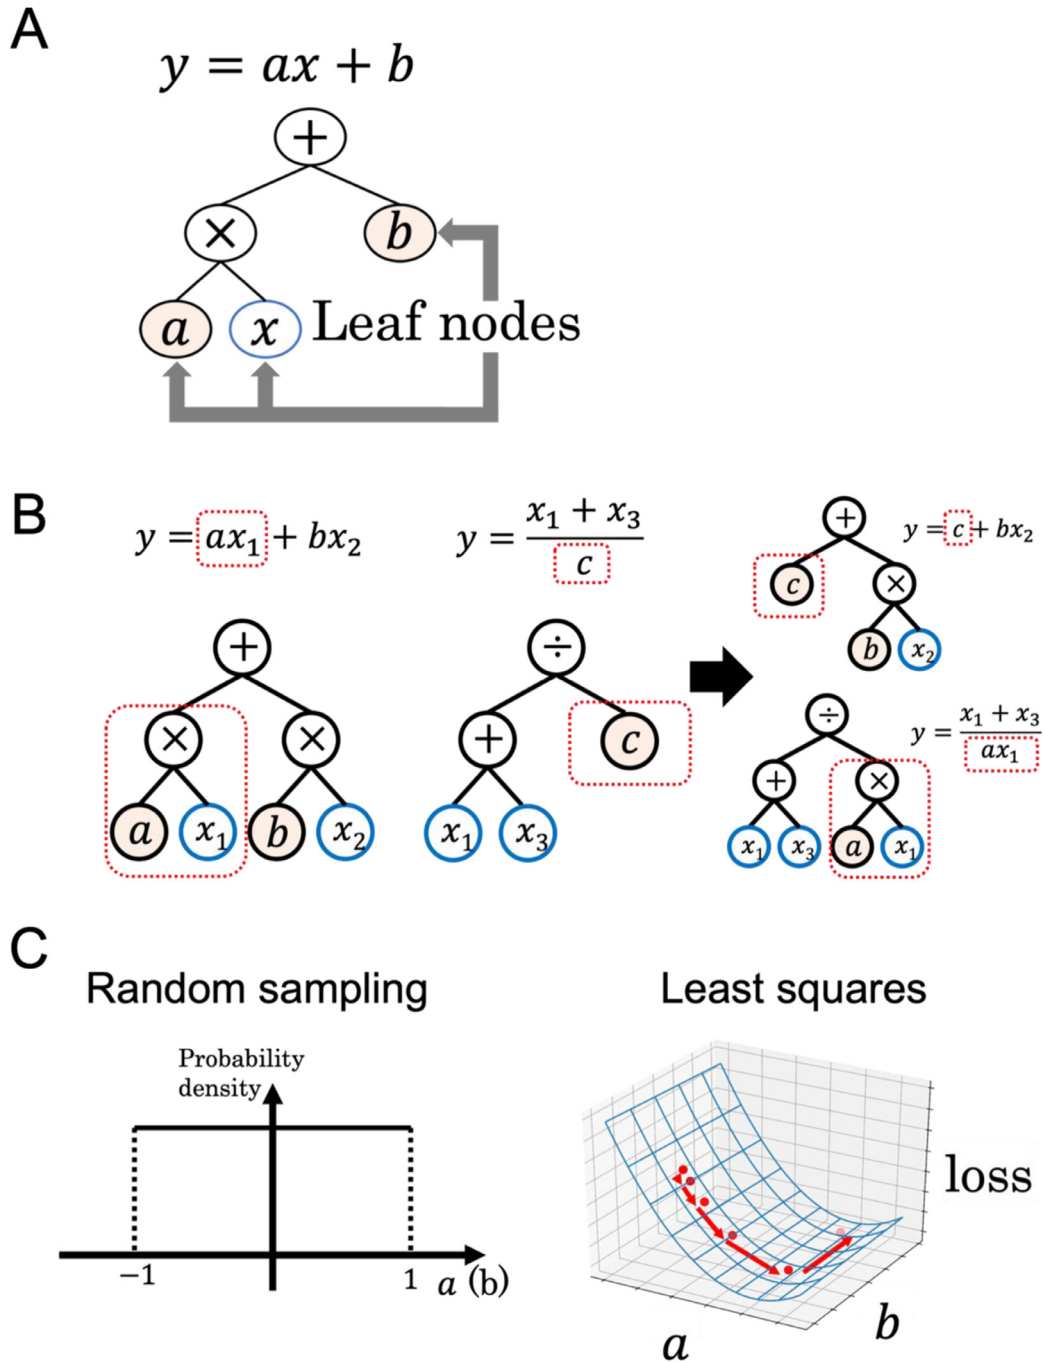 A
y = ax + b
+
× b
a x Leaf nodes
B
y = ax₁ + bx₂
+
× ×
a x₁ b x₂
y = (x₁ + x₃) / c
÷
+ c
x₁ x₃
y = c + bx₂
+
c ×
b x₂
y = (x₁ + x₃) / ax₁
÷
+ ×
x₁ x₃ a x₁
C
Random sampling
Probability
density
−1 1 a (b)
Least squares
loss
a
b